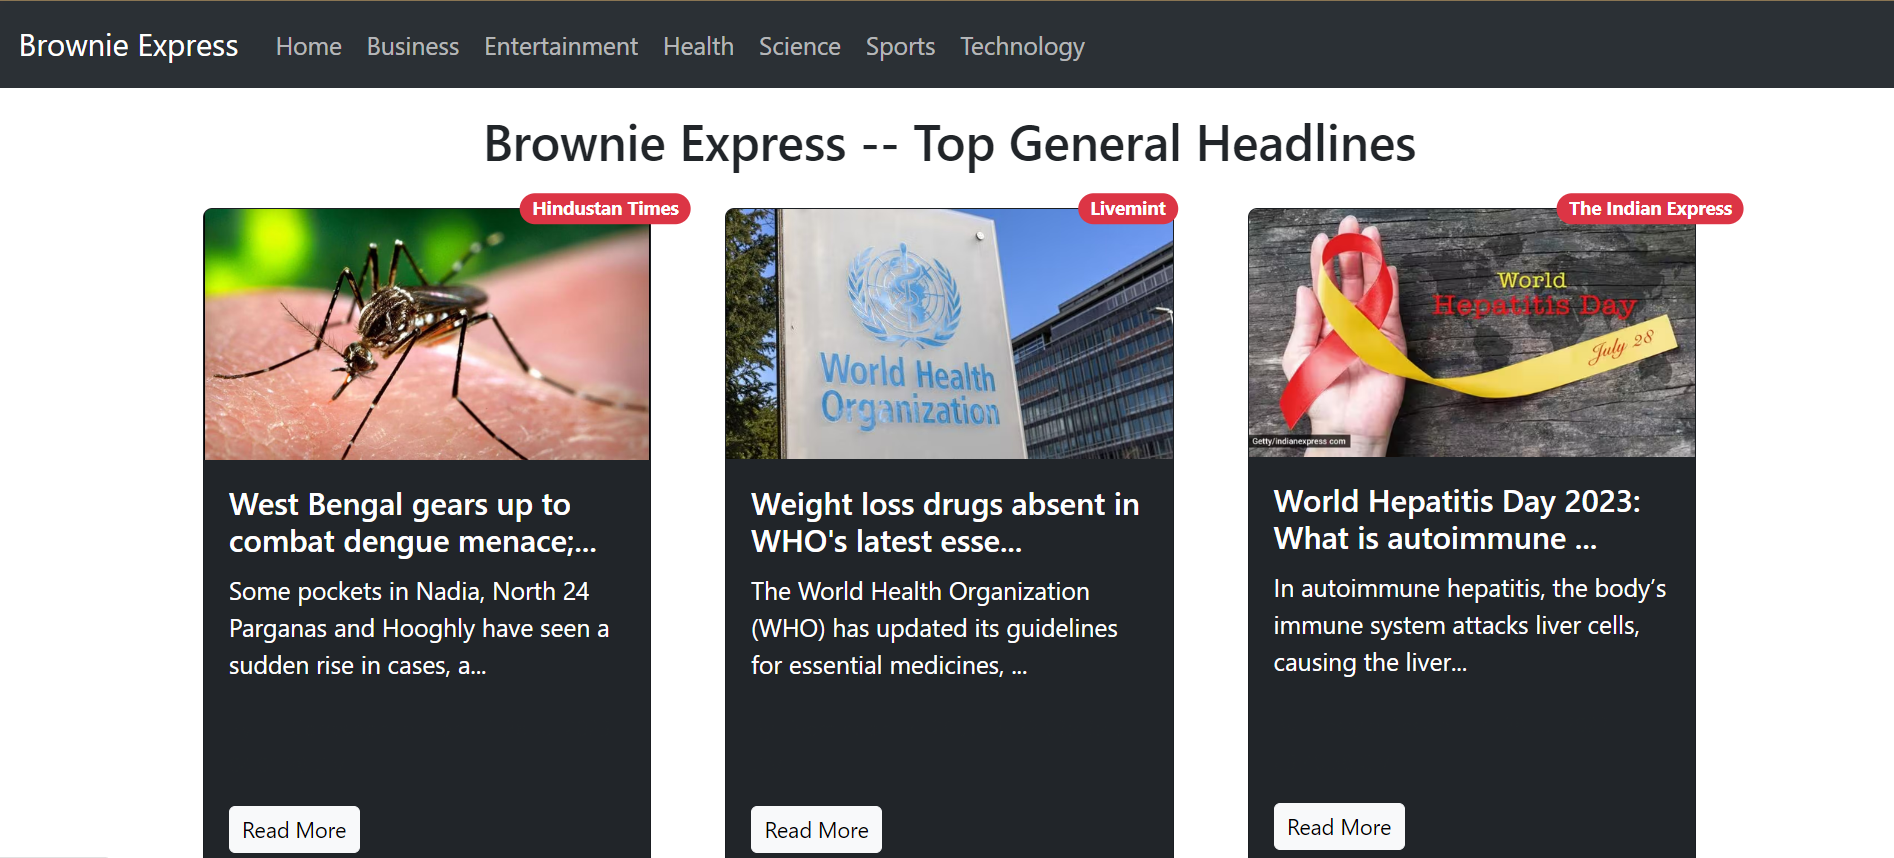 Brownie Express Home Business Entertainment Health Science Sports Technology
Brownie Express -- Top General Headlines
Hindustan Times
West Bengal gears up to
combat dengue menace;...
Some pockets in Nadia, North 24
Parganas and Hooghly have seen a
sudden rise in cases, a...
Read More
Livemint
World Health
Organization
Weight loss drugs absent in
WHO's latest esse...
The World Health Organization
(WHO) has updated its guidelines
for essential medicines, ...
Read More
The Indian Express
World
Hepatitis Day
July 28
Getty/indianexpress com
World Hepatitis Day 2023:
What is autoimmune ...
In autoimmune hepatitis, the body’s
immune system attacks liver cells,
causing the liver...
Read More